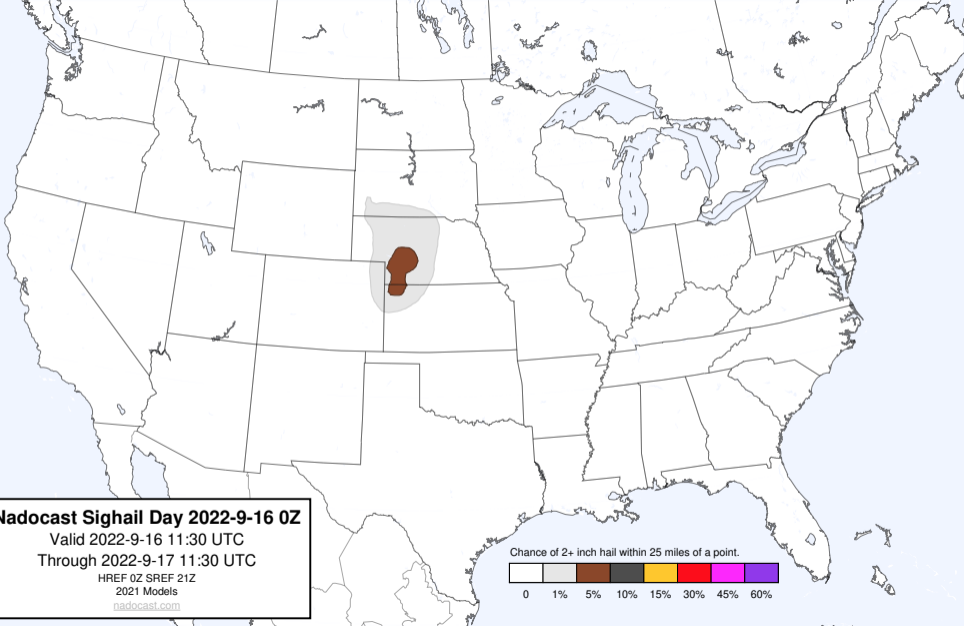 Nadocast Sighail Day 2022-9-16 0Z
Valid 2022-9-16 11:30 UTC
Through 2022-9-17 11:30 UTC
HREF 0Z SREF 21Z
2021 Models
nadocast.com
Chance of 2+ inch hail within 25 miles of a point.
0 1% 5% 10% 15% 30% 45% 60%